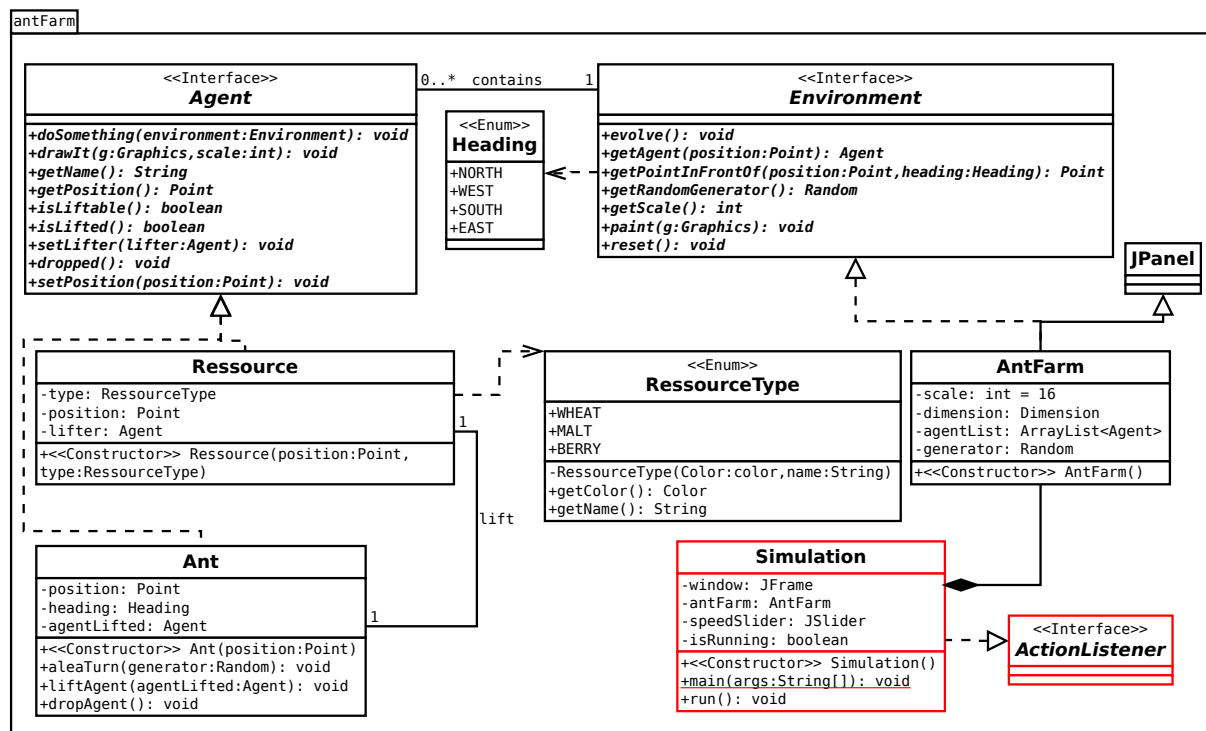 antFarm
<<Interface>>
Agent
+doSomething(environment:Environment): void
+drawIt(g:Graphics,scale:int): void
+getName(): String
+getPosition(): Point
+isLiftable(): boolean
+isLifted(): boolean
+setLifter(lifter:Agent): void
+dropped(): void
+setPosition(position:Point): void
0..* contains 1
<<Enum>>
Heading
+NORTH
+WEST
+SOUTH
+EAST
<<Interface>>
Environment
+evolve(): void
+getAgent(position:Point): Agent
+getPointInFrontOf(position:Point,heading:Heading): Point
+getRandomGenerator(): Random
+getScale(): int
+paint(g:Graphics): void
+reset(): void
JPanel
Ressource
-type: RessourceType
-position: Point
-lifter: Agent
+<<Constructor>> Ressource(position:Point,
type:RessourceType)
1
lift
1
<<Enum>>
RessourceType
+WHEAT
+MALT
+BERRY
-RessourceType(Color:color,name:String)
+getColor(): Color
+getName(): String
AntFarm
-scale: int = 16
-dimension: Dimension
-agentList: ArrayList<Agent>
-generator: Random
+<<Constructor>> AntFarm()
Ant
-position: Point
-heading: Heading
-agentLifted: Agent
+<<Constructor>> Ant(position:Point)
+aleaTurn(generator:Random): void
+liftAgent(agentLifted:Agent): void
+dropAgent(): void
Simulation
-window: JFrame
-antFarm: AntFarm
-speedSlider: JSlider
-isRunning: boolean
+<<Constructor>> Simulation()
+main(args:String[]): void
+run(): void
<<Interface>>
ActionListener